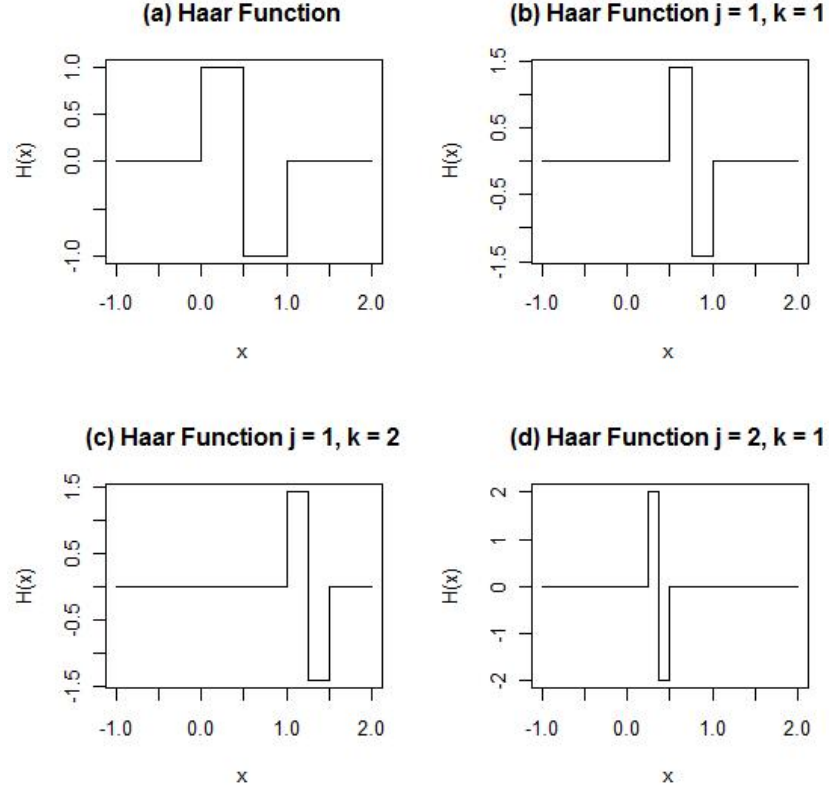 (a) Haar Function
H(x)
1.0
0.5
0.0
-1.0
-1.0 0.0 1.0 2.0
x
(b) Haar Function j = 1, k = 1
H(x)
1.5
0.5
-0.5
-1.5
-1.0 0.0 1.0 2.0
x
(c) Haar Function j = 1, k = 2
H(x)
1.5
0.5
-0.5
-1.5
-1.0 0.0 1.0 2.0
x
(d) Haar Function j = 2, k = 1
H(x)
2
1
0
-1
-2
-1.0 0.0 1.0 2.0
x